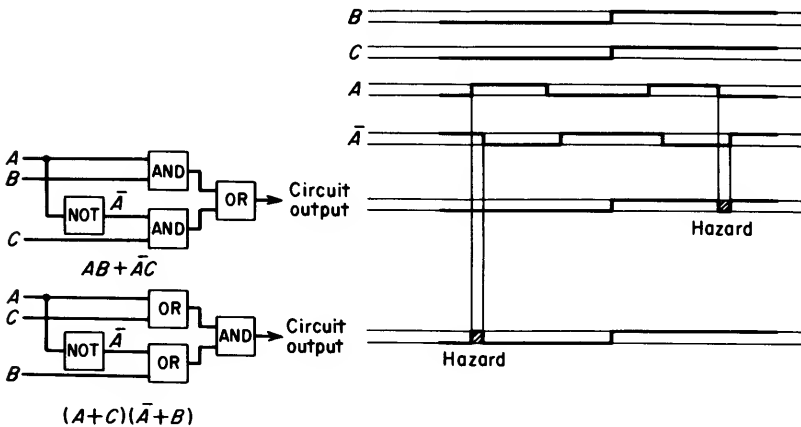 B
C
A
Ā
A
B
AND
NOT
Ā
AND
OR
Circuit
output
C
AB + ĀC
Hazard
A
C
OR
NOT
Ā
OR
AND
Circuit
output
B
Hazard
(A+C)(Ā+B)